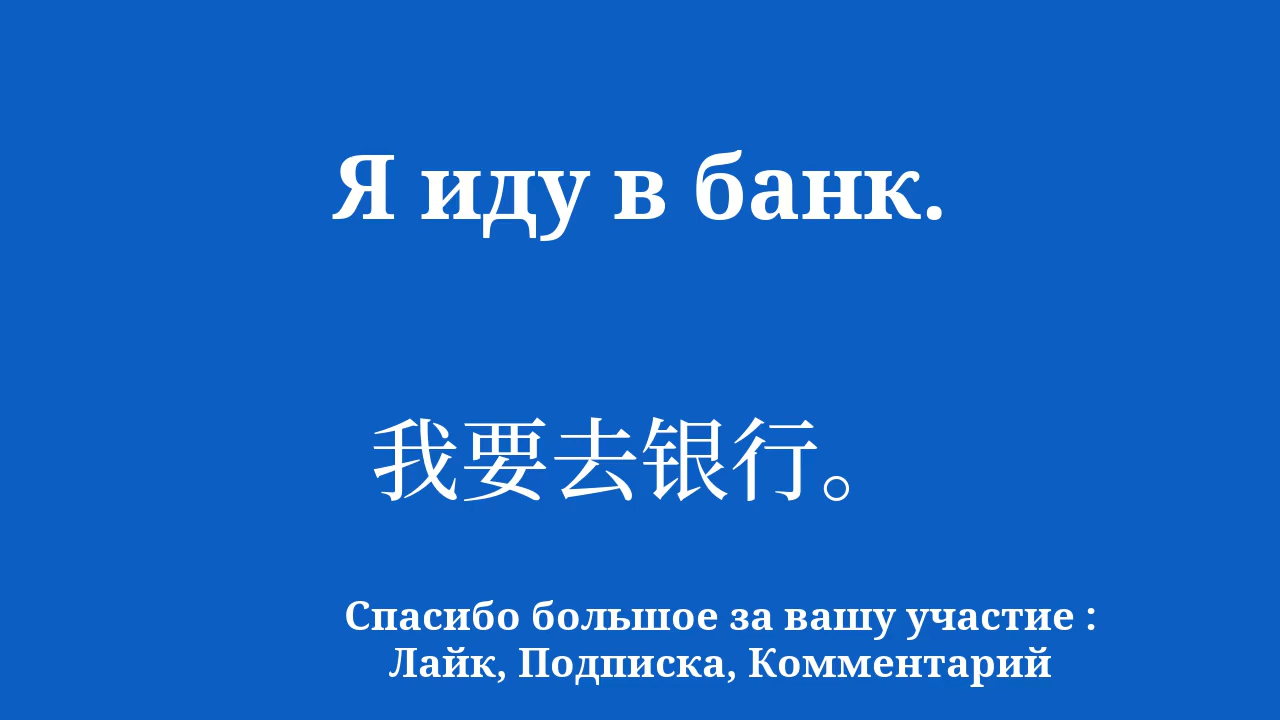 Я иду в банк.
我要去银行。
Спасибо большое за вашу участие :
Лайк, Подписка, Комментарий